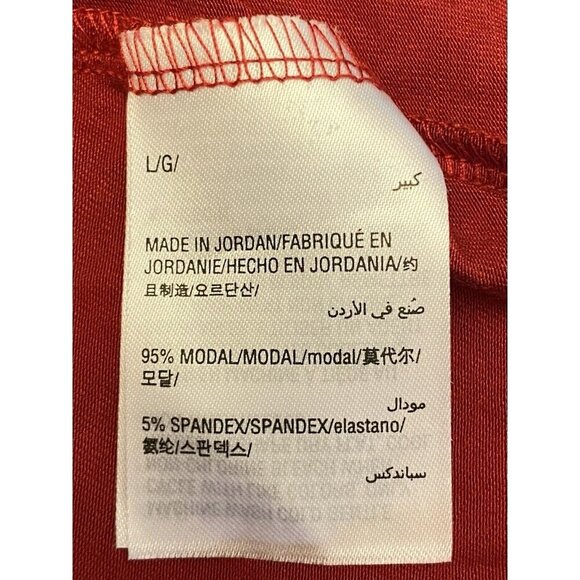 L/G/
كبير
MADE IN JORDAN/FABRIQUÉ EN
JORDANIE/HECHO EN JORDANIA/约
旦制造/요르단산/
صُنع في الأردن
95% MODAL/MODAL/modal/莫代尔/
모달/
مودال
5% SPANDEX/SPANDEX/elastano/
氨纶/스판덱스/
سباندكس